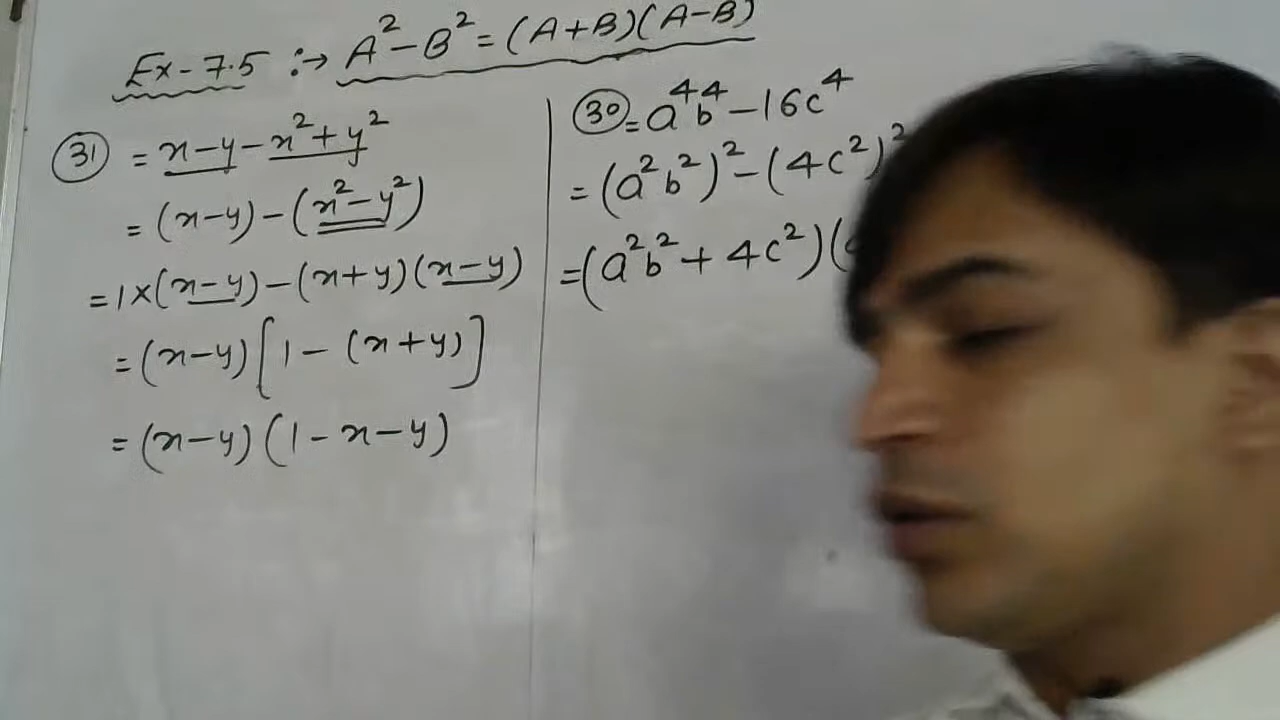 Ex-7.5 :→ A²-B² = (A+B)(A-B)
31 = x-y-x²+y²
= (x-y)-(x²-y²)
= 1×(x-y)-(x+y)(x-y)
= (x-y)[1-(x+y)]
= (x-y)(1-x-y)
30 = a⁴b⁴-16c⁴
= (a²b²)²-(4c²)²
= (a²b²+4c²)(